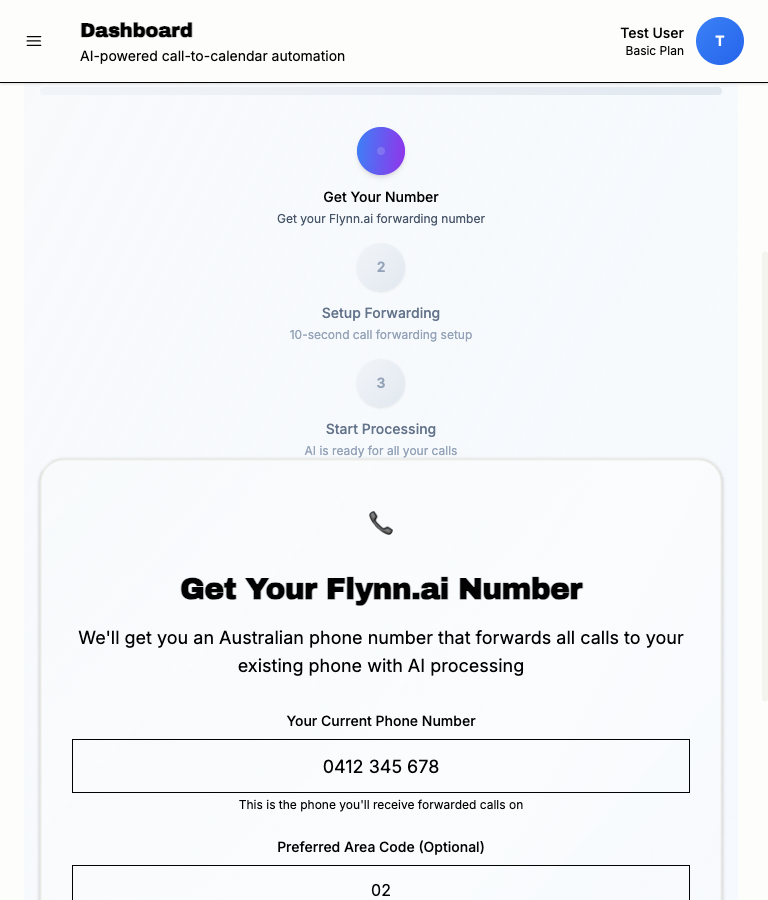 Dashboard
AI-powered call-to-calendar automation
Test User
Basic Plan
T
Get Your Number
Get your Flynn.ai forwarding number
2
Setup Forwarding
10-second call forwarding setup
3
Start Processing
AI is ready for all your calls
Get Your Flynn.ai Number
We'll get you an Australian phone number that forwards all calls to your
existing phone with AI processing
Your Current Phone Number
0412 345 678
This is the phone you'll receive forwarded calls on
Preferred Area Code (Optional)
02